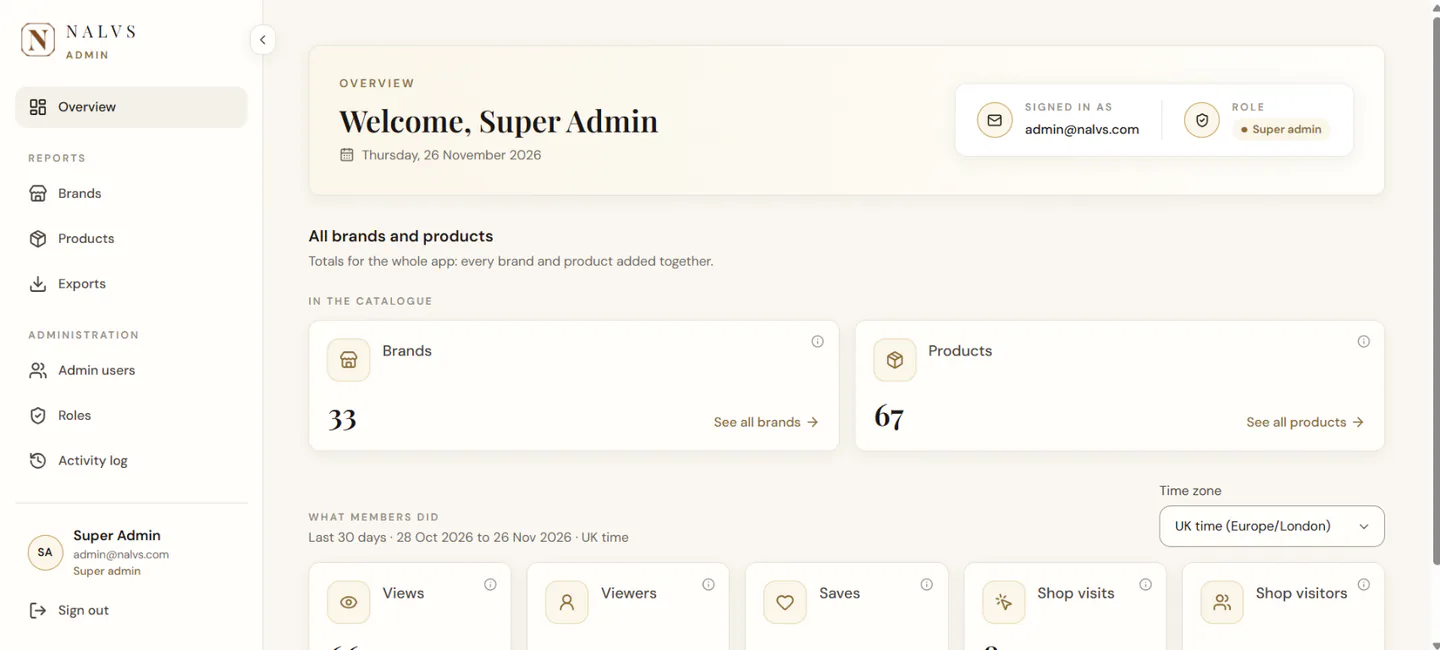 NALVS
ADMIN
Overview
REPORTS
Brands
Products
Exports
ADMINISTRATION
Admin users
Roles
Activity log
SA
Super Admin
admin@nalvs.com
Super admin
Sign out
OVERVIEW
Welcome, Super Admin
Thursday, 26 November 2026
SIGNED IN AS
admin@nalvs.com
ROLE
Super admin
All brands and products
Totals for the whole app: every brand and product added together.
IN THE CATALOGUE
Brands
33
See all brands →
Products
67
See all products →
WHAT MEMBERS DID
Last 30 days · 28 Oct 2026 to 26 Nov 2026 · UK time
Time zone
UK time (Europe/London)
Views
Viewers
Saves
Shop visits
Shop visitors